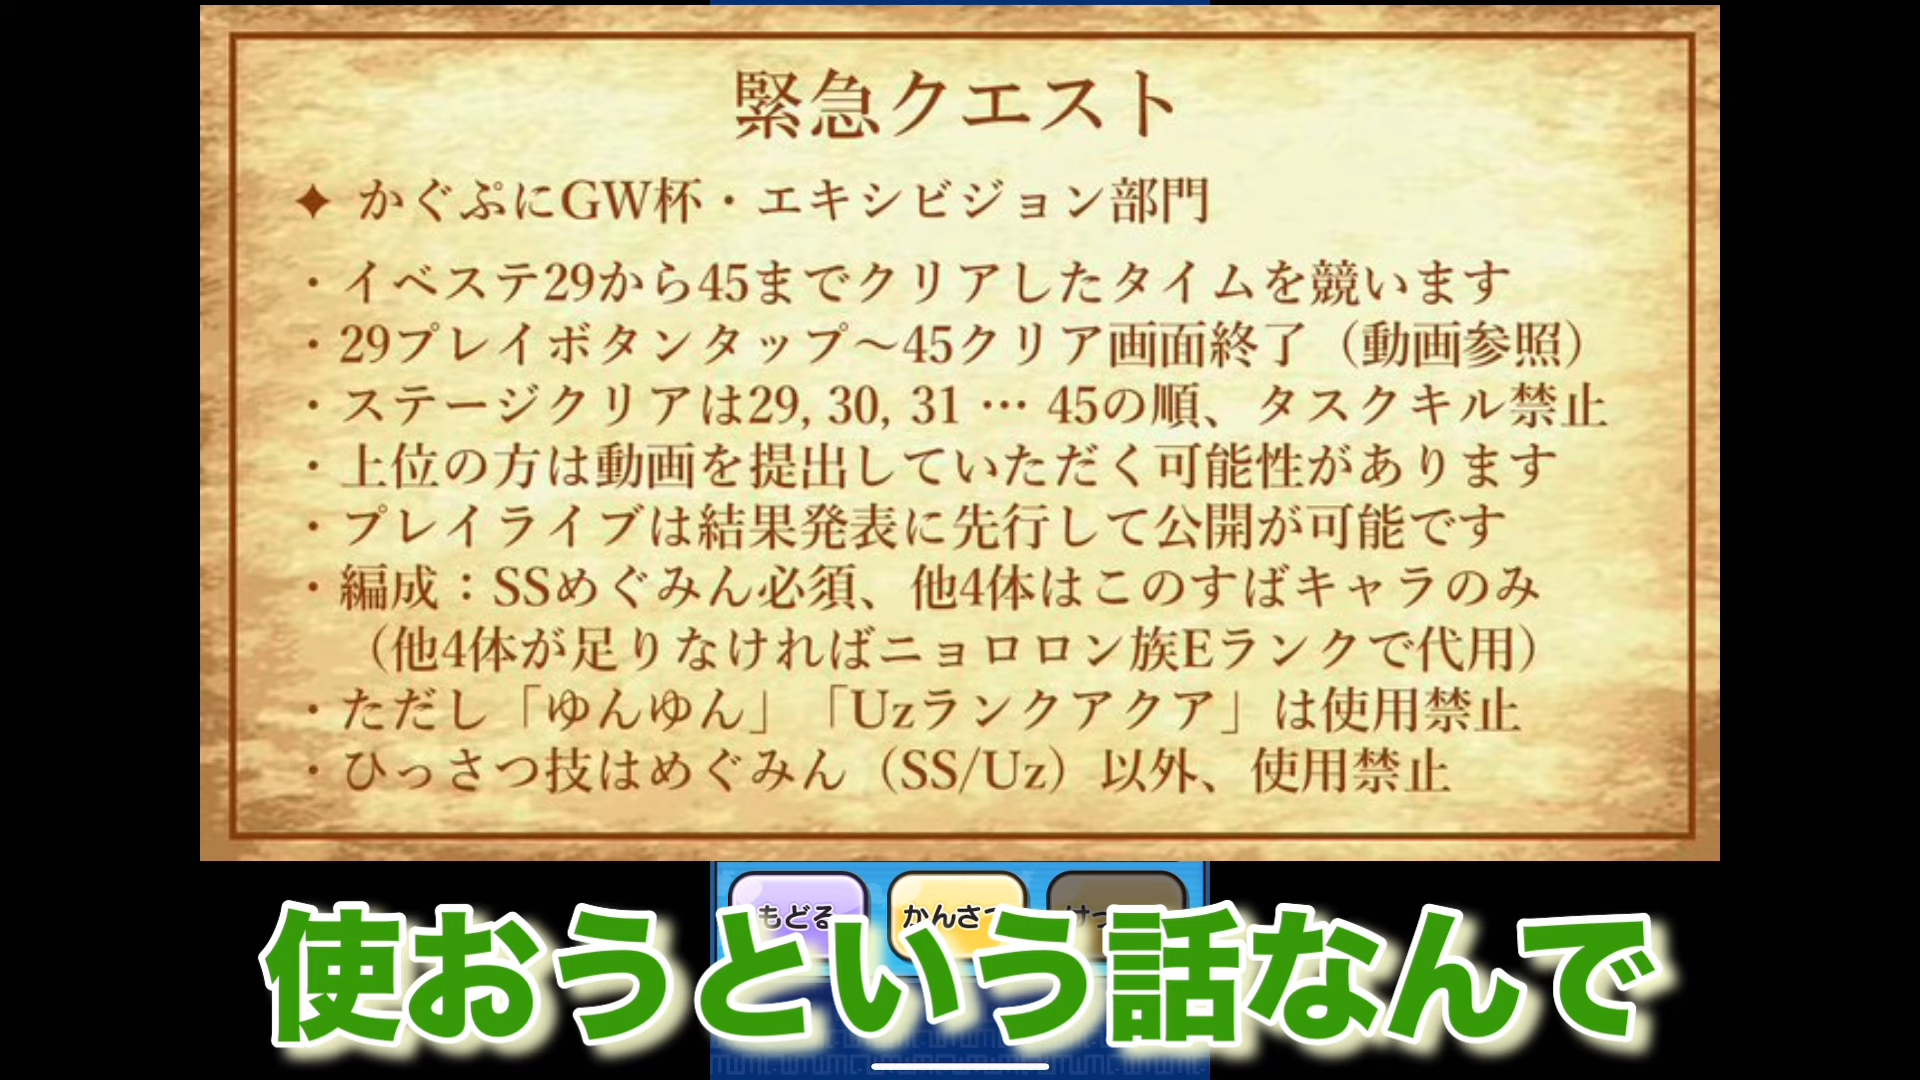 緊急クエスト
✦ かぐぷにGW杯・エキシビジョン部門
・イベステ29から45までクリアしたタイムを競います
・29プレイボタンタップ～45クリア画面終了（動画参照）
・ステージクリアは29, 30, 31 … 45の順、タスクキル禁止
・上位の方は動画を提出していただく可能性があります
・プレイライブは結果発表に先行して公開が可能です
・編成：SSめぐみん必須、他4体はこのすばキャラのみ
（他4体が足りなければニョロロン族Eランクで代用）
・ただし「ゆんゆん」「Uzランクアクア」は使用禁止
・ひっさつ技はめぐみん（SS/Uz）以外、使用禁止
もどる かんさつ けっ
使おうという話なんで